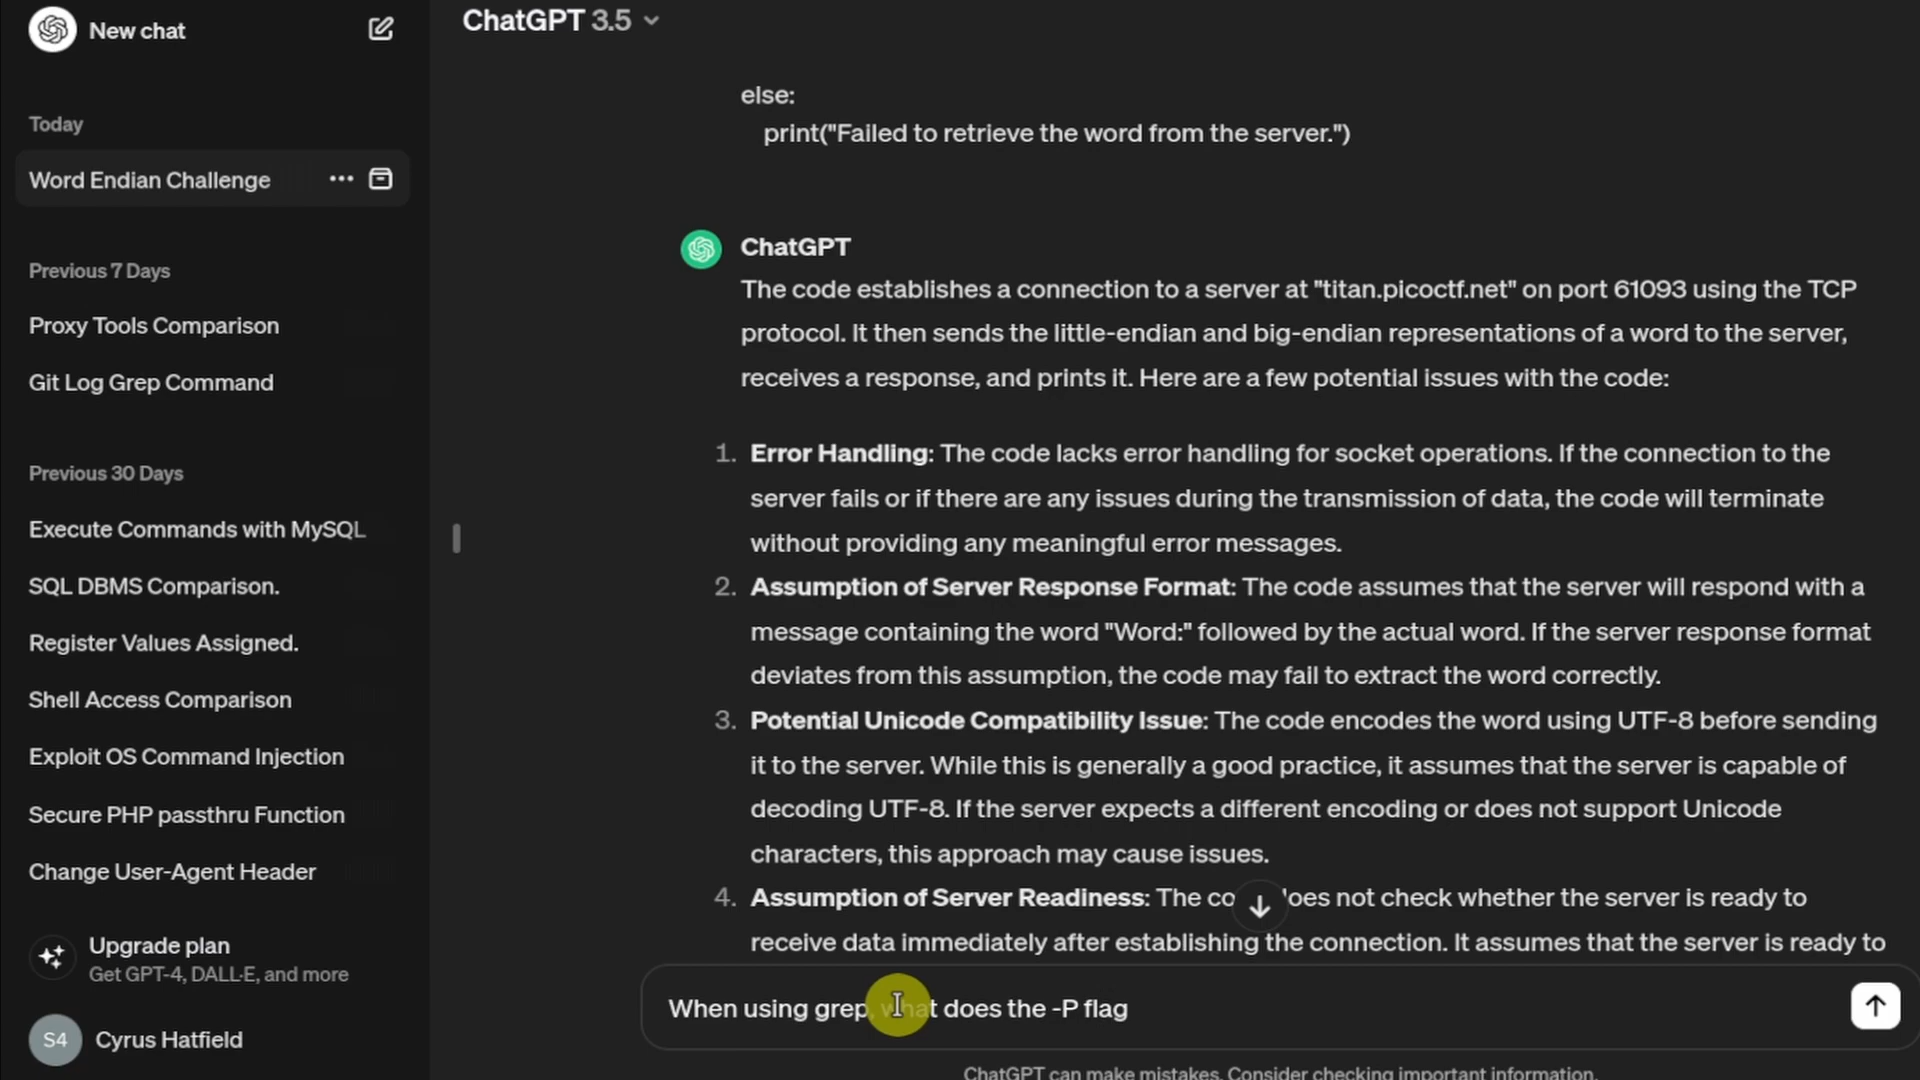 New chat
Today
Word Endian Challenge
Previous 7 Days
Proxy Tools Comparison
Git Log Grep Command
Previous 30 Days
Execute Commands with MySQL
SQL DBMS Comparison.
Register Values Assigned.
Shell Access Comparison
Exploit OS Command Injection
Secure PHP passthru Function
Change User-Agent Header
Upgrade plan
Get GPT-4, DALL·E, and more
S4
Cyrus Hatfield
ChatGPT 3.5
else:
print("Failed to retrieve the word from the server.")
ChatGPT
The code establishes a connection to a server at "titan.picoctf.net" on port 61093 using the TCP
protocol. It then sends the little-endian and big-endian representations of a word to the server,
receives a response, and prints it. Here are a few potential issues with the code:
1. Error Handling: The code lacks error handling for socket operations. If the connection to the
server fails or if there are any issues during the transmission of data, the code will terminate
without providing any meaningful error messages.
2. Assumption of Server Response Format: The code assumes that the server will respond with a
message containing the word "Word:" followed by the actual word. If the server response format
deviates from this assumption, the code may fail to extract the word correctly.
3. Potential Unicode Compatibility Issue: The code encodes the word using UTF-8 before sending
it to the server. While this is generally a good practice, it assumes that the server is capable of
decoding UTF-8. If the server expects a different encoding or does not support Unicode
characters, this approach may cause issues.
4. Assumption of Server Readiness: The co oes not check whether the server is ready to
receive data immediately after establishing the connection. It assumes that the server is ready to
When using grep, what does the -P flag
ChatGPT can make mistakes. Consider checking important information.